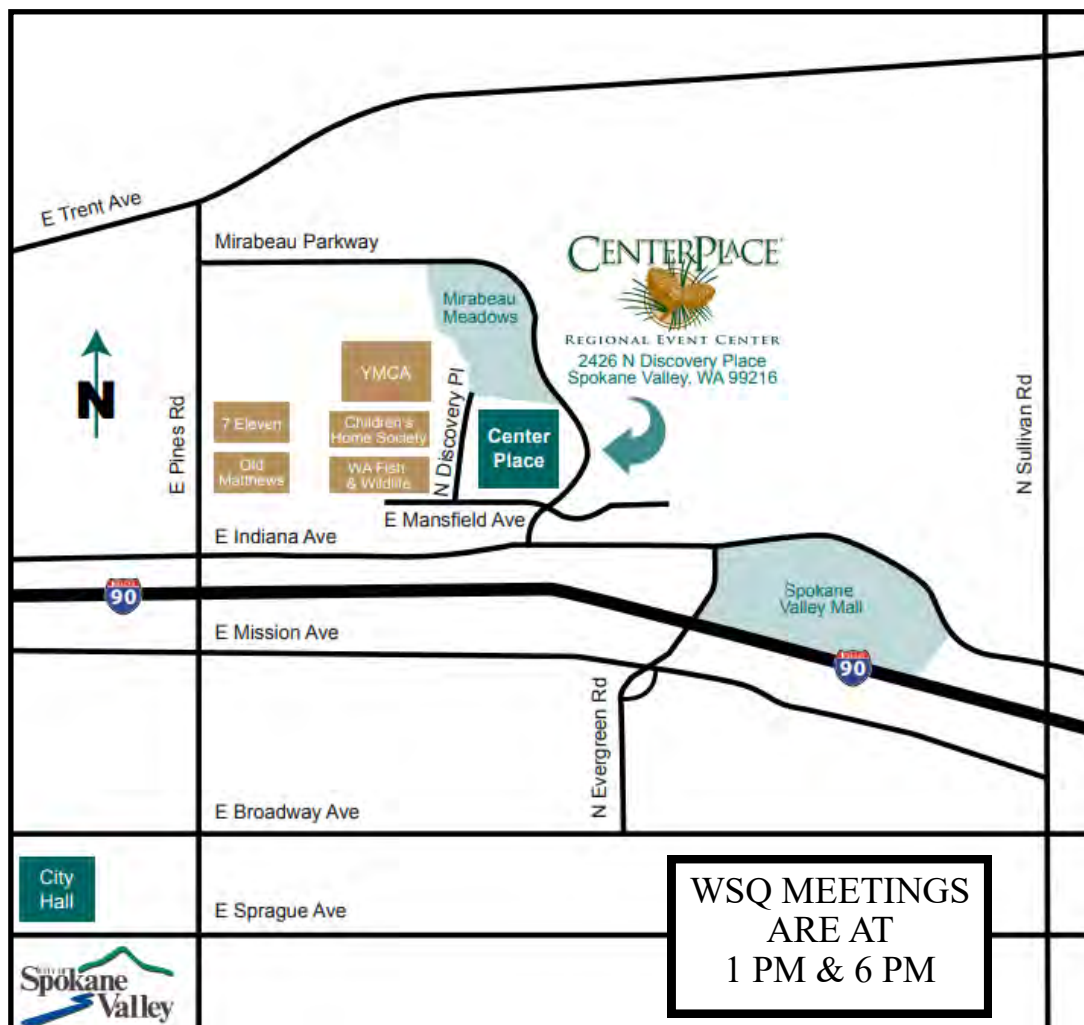 E Trent Ave
Mirabeau Parkway
CENTERPLACE
REGIONAL EVENT CENTER
2426 N Discovery Place
Spokane Valley, WA 99216
Mirabeau
Meadows
N
E Pines Rd
YMCA
7 Eleven
Children's
Home Society
Old
Matthews
WA Fish
& Wildlife
N Discovery Pl
Center
Place
N Sullivan Rd
E Mansfield Ave
E Indiana Ave
90
Spokane
Valley Mall
E Mission Ave
90
N Evergreen Rd
E Broadway Ave
City
Hall
E Sprague Ave
WSQ MEETINGS
ARE AT
1 PM & 6 PM
CITY OF
Spokane
Valley